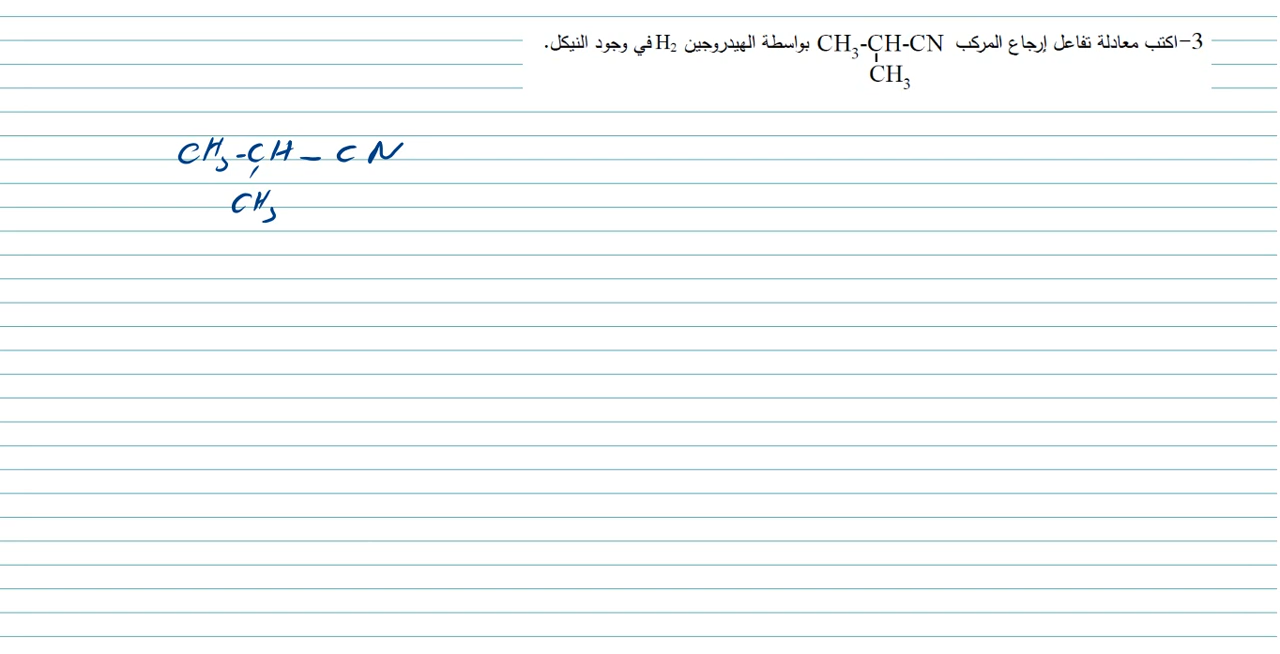 3-اكتب معادلة تفاعل إرجاع المركب CH3-CH-CN بواسطة الهيدروجين H2 في وجود النيكل.
CH3
CH3-CH-CN
CH3